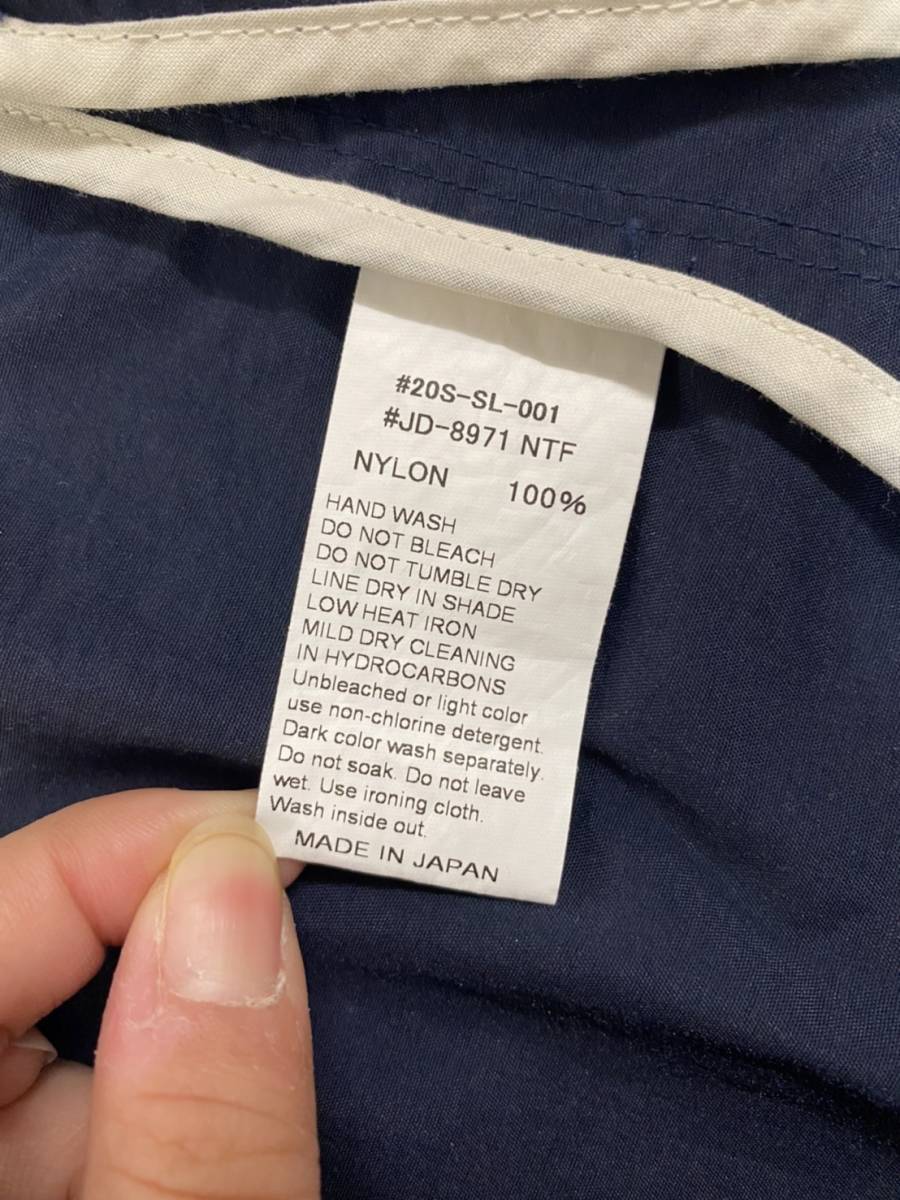 #20S-SL-001
#JD-8971 NTF
NYLON 100%
HAND WASH
DO NOT BLEACH
DO NOT TUMBLE DRY
LINE DRY IN SHADE
LOW HEAT IRON
MILD DRY CLEANING
IN HYDROCARBONS
Unbleached or light color
use non-chlorine detergent.
Dark color wash separately.
Do not soak. Do not leave
wet. Use ironing cloth.
Wash inside out.
MADE IN JAPAN